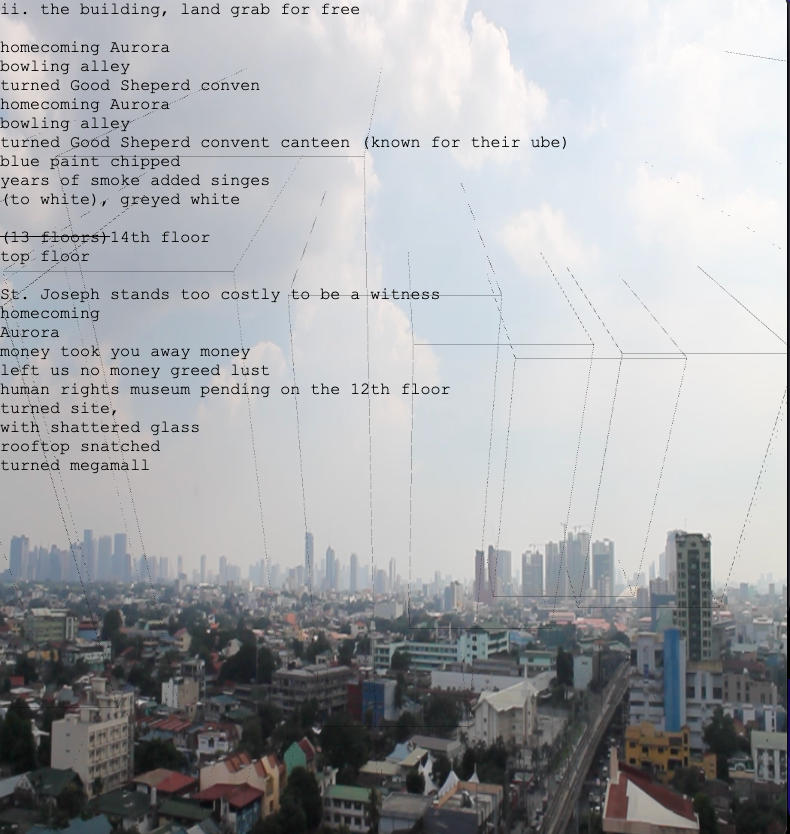 ii. the building, land grab for free
homecoming Aurora
bowling alley
turned Good Sheperd conven
homecoming Aurora
bowling alley
turned Good Sheperd convent canteen (known for their ube)
blue paint chipped
years of smoke added singes
(to white), greyed white
(13 floors)14th floor
top floor
St. Joseph stands too costly to be a witness
homecoming
Aurora
money took you away money
left us no money greed lust
human rights museum pending on the 12th floor
turned site,
with shattered glass
rooftop snatched
turned megamall